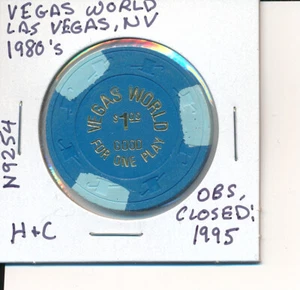 VEGAS WORLD
LAS VEGAS, NV
1980's
VEGAS WORLD
$1.00
GOOD
FOR ONE PLAY
N9254
H+C
OBS,
CLOSED:
1995